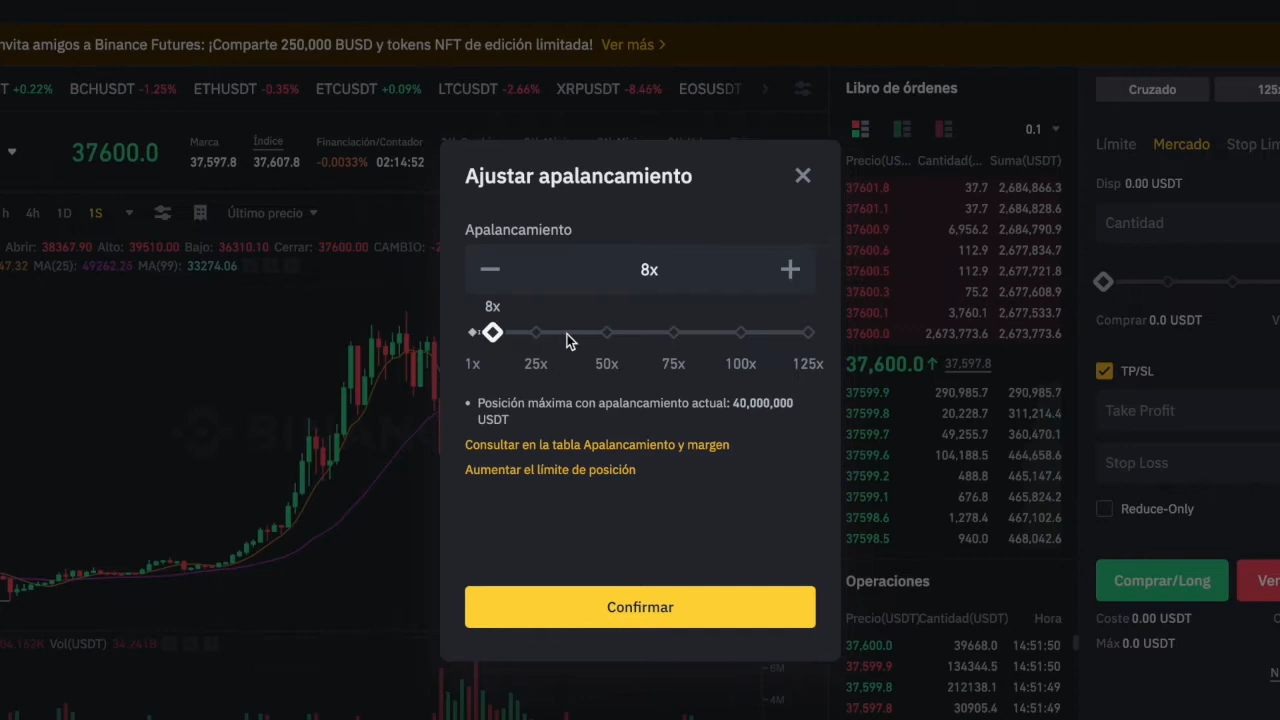 nvita amigos a Binance Futures: ¡Comparte 250,000 BUSD y tokens NFT de edición limitada! Ver más >
T +0.22% BCHUSDT -1.25% ETHUSDT -0.35% ETCUSDT +0.09% LTCUSDT -2.66% XRPUSDT -8.46% EOSUSDT
37600.0
Marca
37,597.8
Índice
37,607.8
Financiación/Contador
-0.0033% 02:14:52
h 4h 1D 1S Último precio
Abrir: 38367.90 Alto: 39510.00 Bajo: 36310.10 Cerrar: 37600.00 CAMBIO: -2
47.32 MA(25): 49262.25 MA(99): 33274.06
Vol(USDT) 34.241B
6M
4M
Ajustar apalancamiento
Apalancamiento
8x
8x
1x 25x 50x 75x 100x 125x
• Posición máxima con apalancamiento actual: 40,000,000
USDT
Consultar en la tabla Apalancamiento y margen
Aumentar el límite de posición
Confirmar
Libro de órdenes
0.1
Precio(US... Cantidad(... Suma(USDT)
37601.8 37.7 2,684,866.3
37601.1 37.7 2,684,828.6
37600.9 6,956.2 2,684,790.9
37600.6 112.9 2,677,834.7
37600.5 112.9 2,677,721.8
37600.3 75.2 2,677,608.9
37600.1 3,760.1 2,677,533.7
37600.0 2,673,773.6 2,673,773.6
37,600.0↑ 37,597.8
37599.9 290,985.7 290,985.7
37599.8 20,228.7 311,214.4
37599.7 49,255.7 360,470.1
37599.6 104,188.5 464,658.6
37599.2 488.8 465,147.4
37598.9 676.8 465,824.2
37598.6 1,278.4 467,102.6
37598.5 940.0 468,042.6
Operaciones
Precio(USDT) Cantidad(USDT) Hora
37,600.0 39668.0 14:51:50
37,599.9 134344.5 14:51:50
37,599.8 212138.1 14:51:49
37,597.8 30905.4 14:51:49
Cruzado 125
Límite Mercado Stop Lim
Disp 0.00 USDT
Cantidad
Comprar 0.0 USDT
TP/SL
Take Profit
Stop Loss
Reduce-Only
Comprar/Long Ver
Coste 0.00 USDT
Máx 0.0 USDT